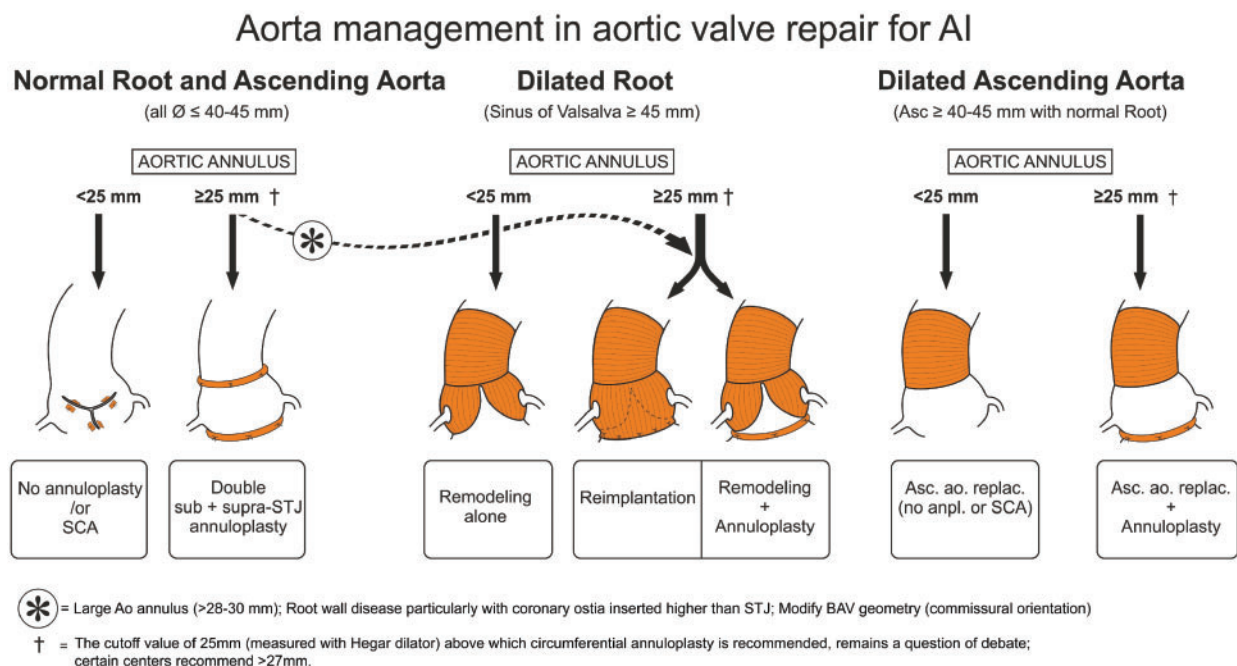 Aorta management in aortic valve repair for AI
Normal Root and Ascending Aorta
(all Ø ≤ 40-45 mm)
AORTIC ANNULUS
<25 mm
≥25 mm †
*
No annuloplasty
/or
SCA
Double
sub + supra-STJ
annuloplasty
Dilated Root
(Sinus of Valsalva ≥ 45 mm)
AORTIC ANNULUS
<25 mm
≥25 mm †
Remodeling
alone
Reimplantation
Remodeling
+
Annuloplasty
Dilated Ascending Aorta
(Asc ≥ 40-45 mm with normal Root)
AORTIC ANNULUS
<25 mm
≥25 mm †
Asc. ao. replac.
(no anpl. or SCA)
Asc. ao. replac.
+
Annuloplasty
* = Large Ao annulus (>28-30 mm); Root wall disease particularly with coronary ostia inserted higher than STJ; Modify BAV geometry (commissural orientation)
† = The cutoff value of 25mm (measured with Hegar dilator) above which circumferential annuloplasty is recommended, remains a question of debate;
certain centers recommend >27mm.